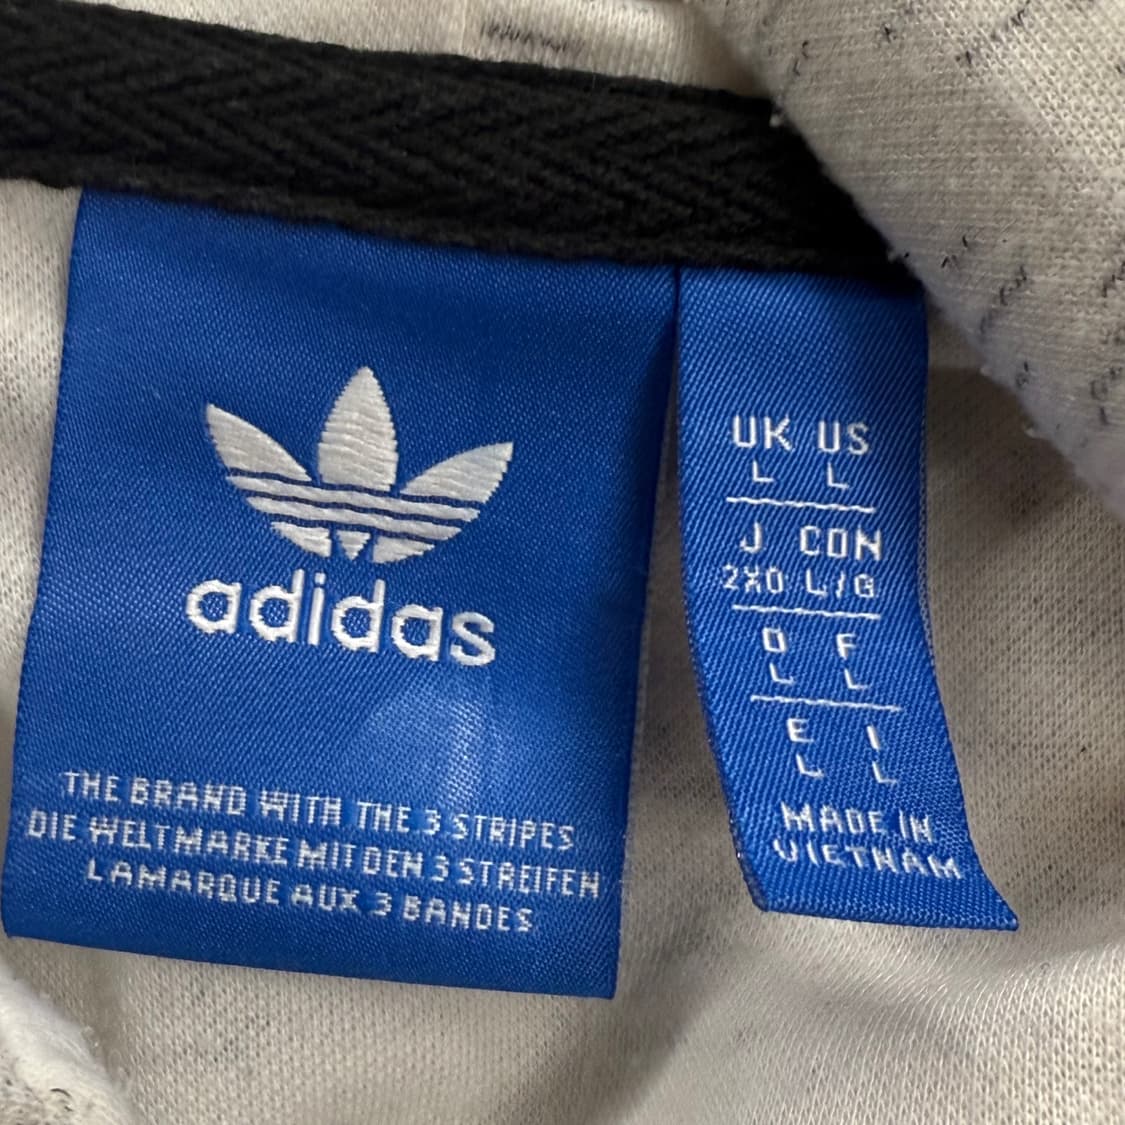 adidas
THE BRAND WITH THE 3 STRIPES
DIE WELTMARKE MIT DEN 3 STREIFEN
LA MARQUE AUX 3 BANDES
UK US
L L
J CON
2XO L/G
D F
L L
E I
L L
MADE IN
VIETNAM